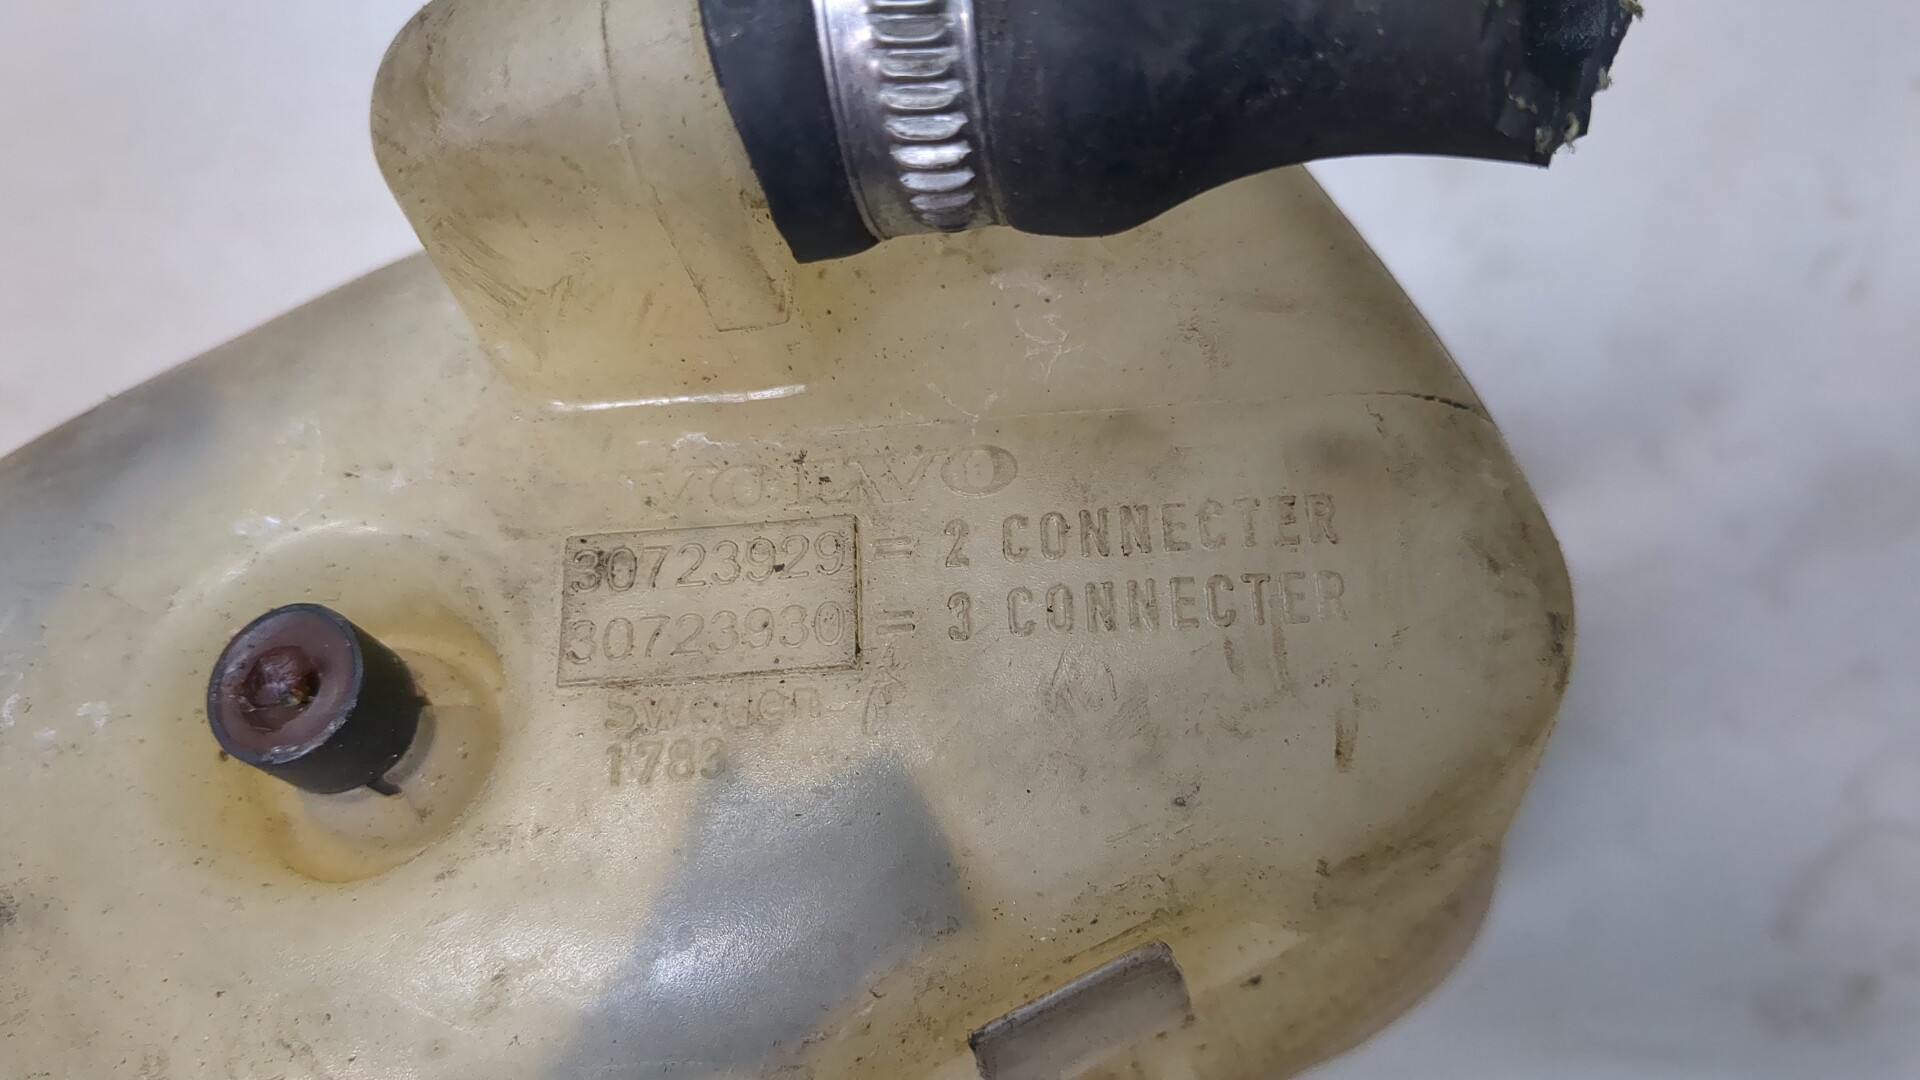 VOLVO
30723929 = 2 CONNECTER
30723930 = 3 CONNECTER
Sweden
1783